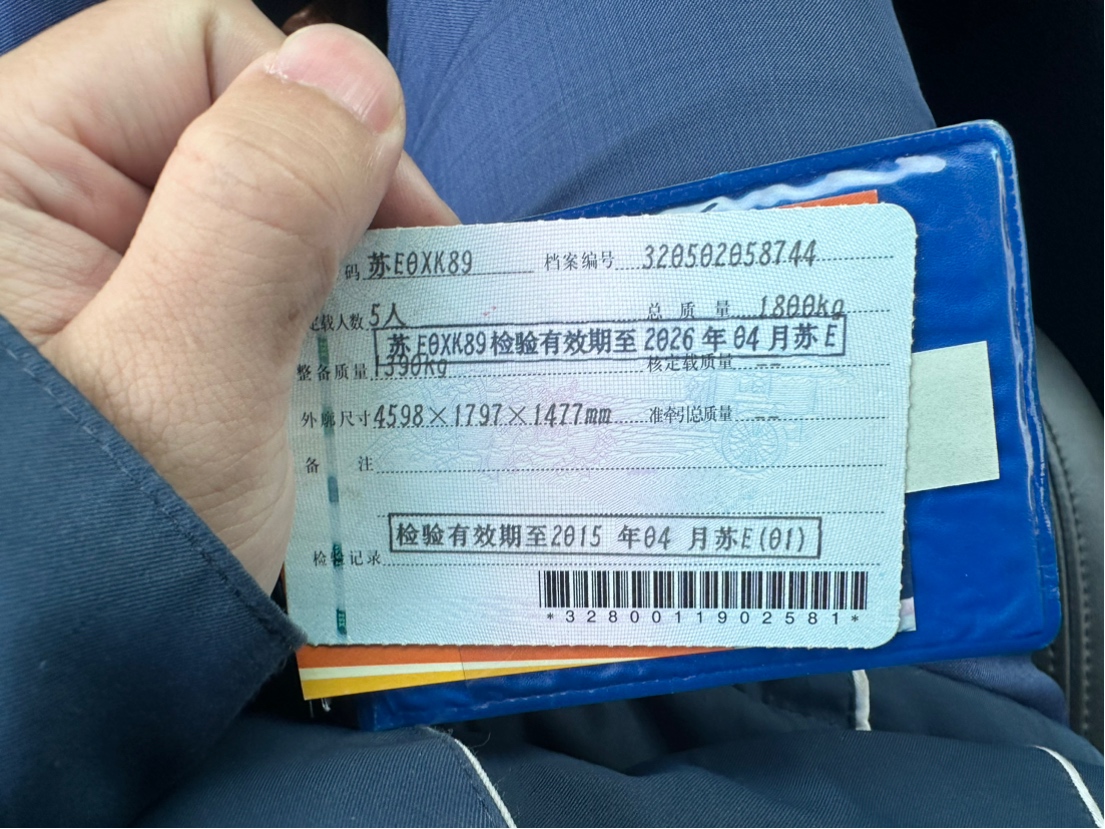 码 苏E0XK89 档案编号 320502058744
定载人数 5人 总质量 1800kg
苏E0XK89检验有效期至2026年04月苏E
整备质量 1390kg 核定载质量 --
外廓尺寸 4598×1797×1477mm 准牵引总质量 --
备注
检验有效期至2015年04月苏E(01)
检验记录
*3280011902581*